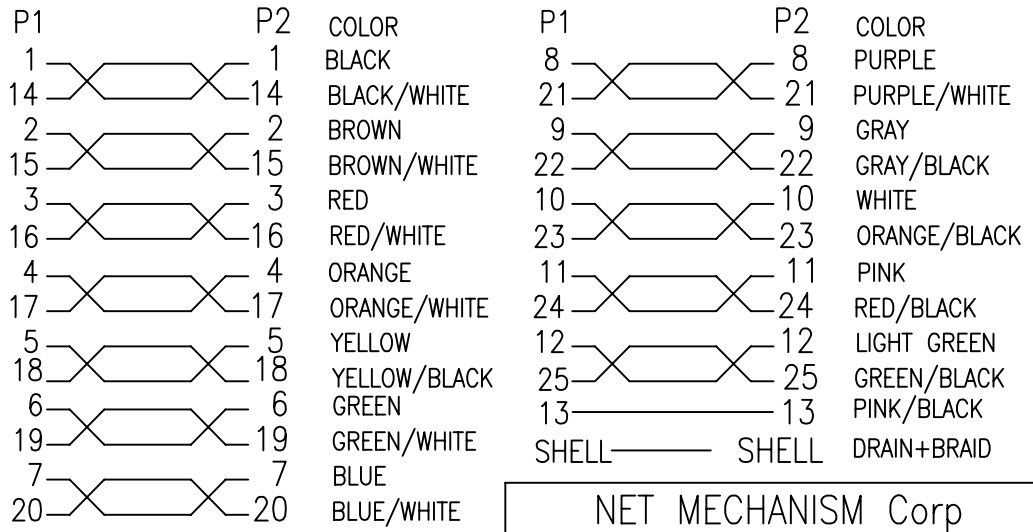 P1 P2 COLOR
1 1 BLACK
14 14 BLACK/WHITE
2 2 BROWN
15 15 BROWN/WHITE
3 3 RED
16 16 RED/WHITE
4 4 ORANGE
17 17 ORANGE/WHITE
5 5 YELLOW
18 18 YELLOW/BLACK
6 6 GREEN
19 19 GREEN/WHITE
7 7 BLUE
20 20 BLUE/WHITE
P1 P2 COLOR
8 8 PURPLE
21 21 PURPLE/WHITE
9 9 GRAY
22 22 GRAY/BLACK
10 10 WHITE
23 23 ORANGE/BLACK
11 11 PINK
24 24 RED/BLACK
12 12 LIGHT GREEN
25 25 GREEN/BLACK
13 13 PINK/BLACK
SHELL SHELL DRAIN+BRAID
NET MECHANISM Corp